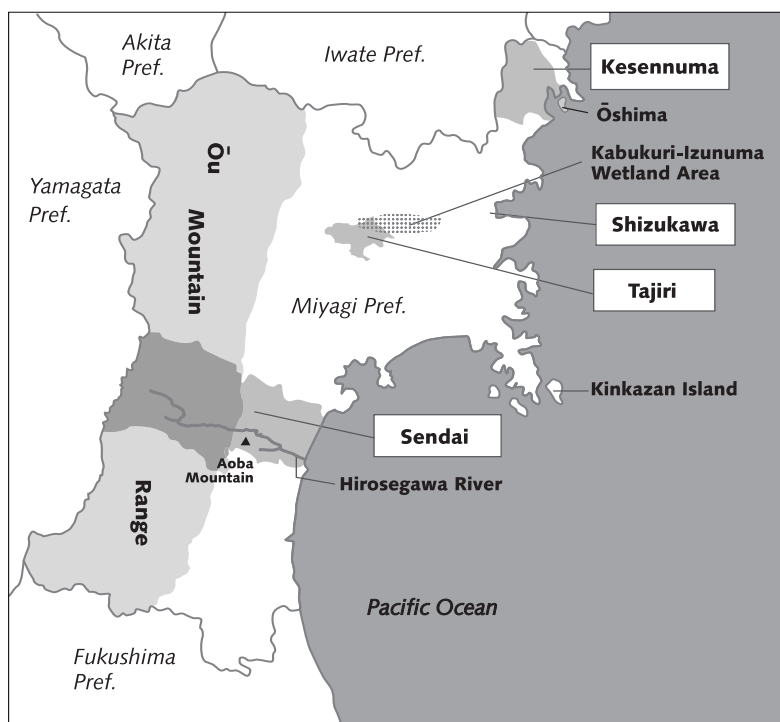 Akita
Pref.
Iwate Pref.
Kesennuma
Ōshima
Kabukuri-Izunuma
Wetland Area
Ōu
Mountain
Range
Yamagata
Pref.
Shizukawa
Tajiri
Miyagi Pref.
Kinkazan Island
Sendai
Aoba
Mountain
Hirosegawa River
Pacific Ocean
Fukushima
Pref.